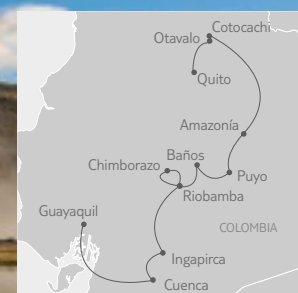 Cotocachi
Otavalo
Quito
Amazonía
Baños
Chimborazo
Puyo
Riobamba
Guayaquil
COLOMBIA
Ingapirca
Cuenca